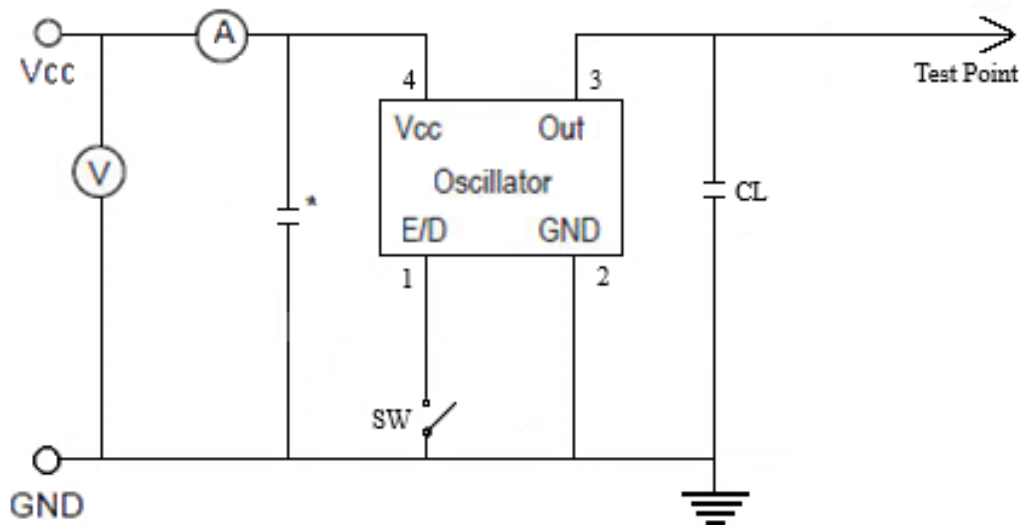 A
Vcc
Test Point
4
3
Vcc Out
V
Oscillator
*
CL
E/D GND
1
2
SW
GND